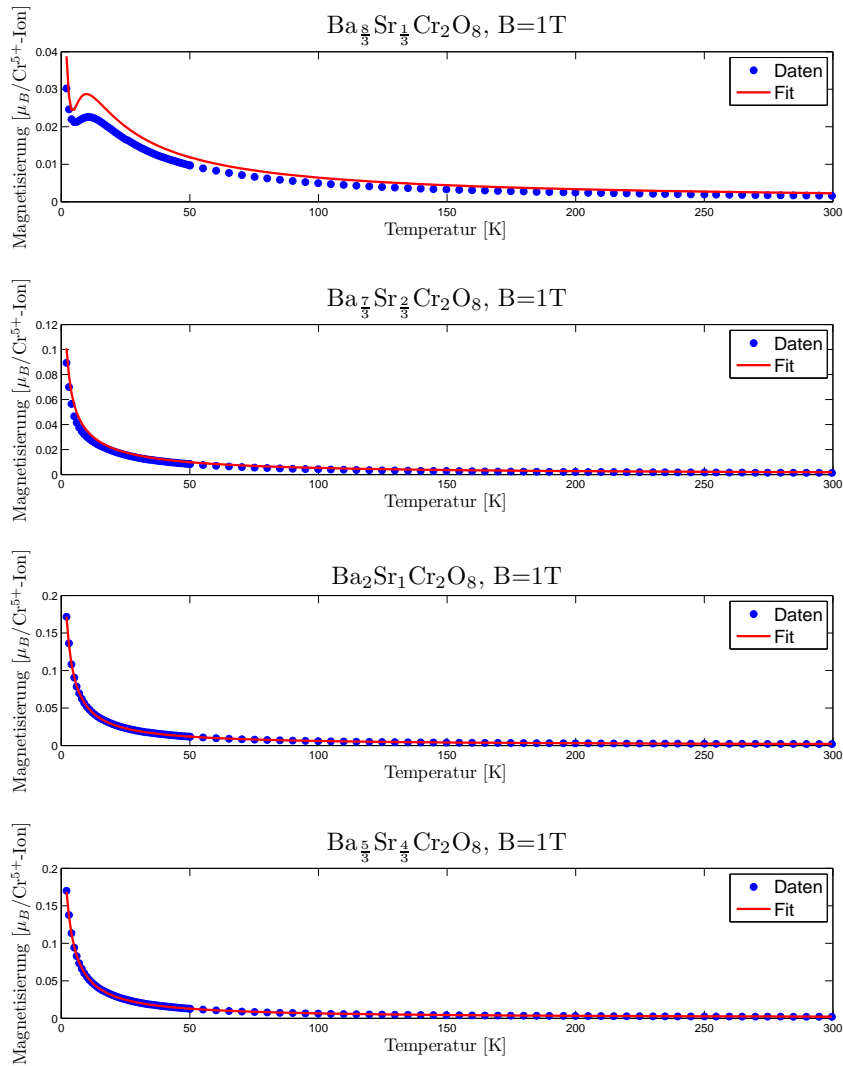 Ba₈⁄₃Sr₁⁄₃Cr₂O₈, B=1T
Magnetisierung [μ_B/Cr⁵⁺-Ion]
0.04
0.03
0.02
0.01
0
Daten
Fit
0 50 100 150 200 250 300
Temperatur [K]
Ba₇⁄₃Sr₂⁄₃Cr₂O₈, B=1T
Magnetisierung [μ_B/Cr⁵⁺-Ion]
0.12
0.1
0.08
0.06
0.04
0.02
0
Daten
Fit
0 50 100 150 200 250 300
Temperatur [K]
Ba₂Sr₁Cr₂O₈, B=1T
Magnetisierung [μ_B/Cr⁵⁺-Ion]
0.2
0.15
0.1
0.05
0
Daten
Fit
0 50 100 150 200 250 300
Temperatur [K]
Ba₅⁄₃Sr₄⁄₃Cr₂O₈, B=1T
Magnetisierung [μ_B/Cr⁵⁺-Ion]
0.2
0.15
0.1
0.05
0
Daten
Fit
0 50 100 150 200 250 300
Temperatur [K]